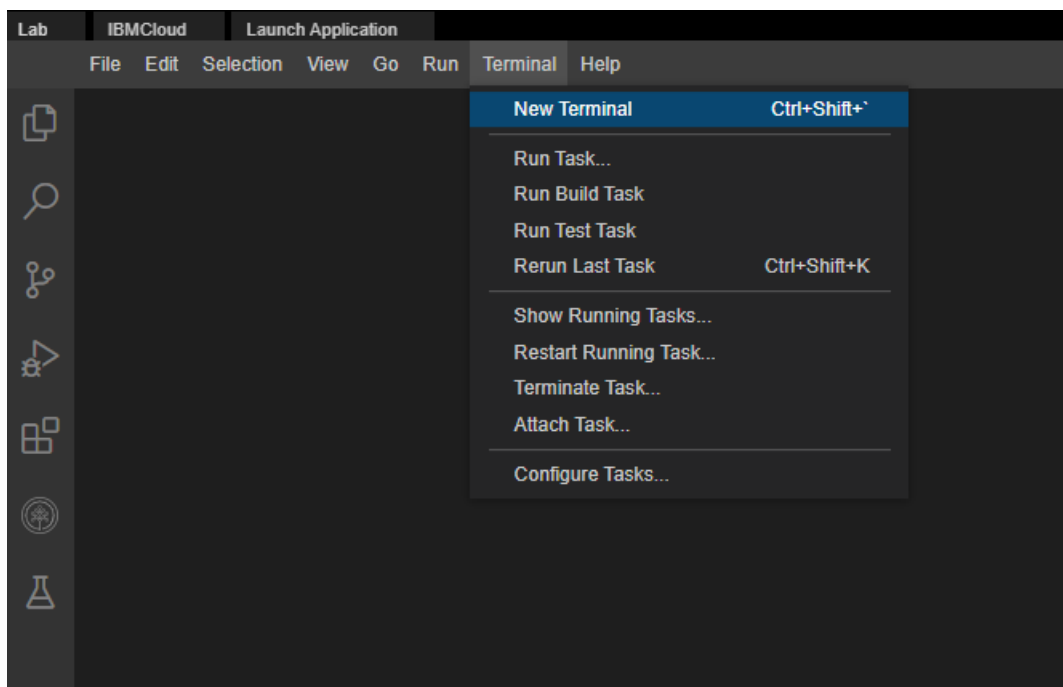 Lab IBMCloud Launch Application
File Edit Selection View Go Run Terminal Help
New Terminal Ctrl+Shift+`
Run Task...
Run Build Task
Run Test Task
Rerun Last Task Ctrl+Shift+K
Show Running Tasks...
Restart Running Task...
Terminate Task...
Attach Task...
Configure Tasks...